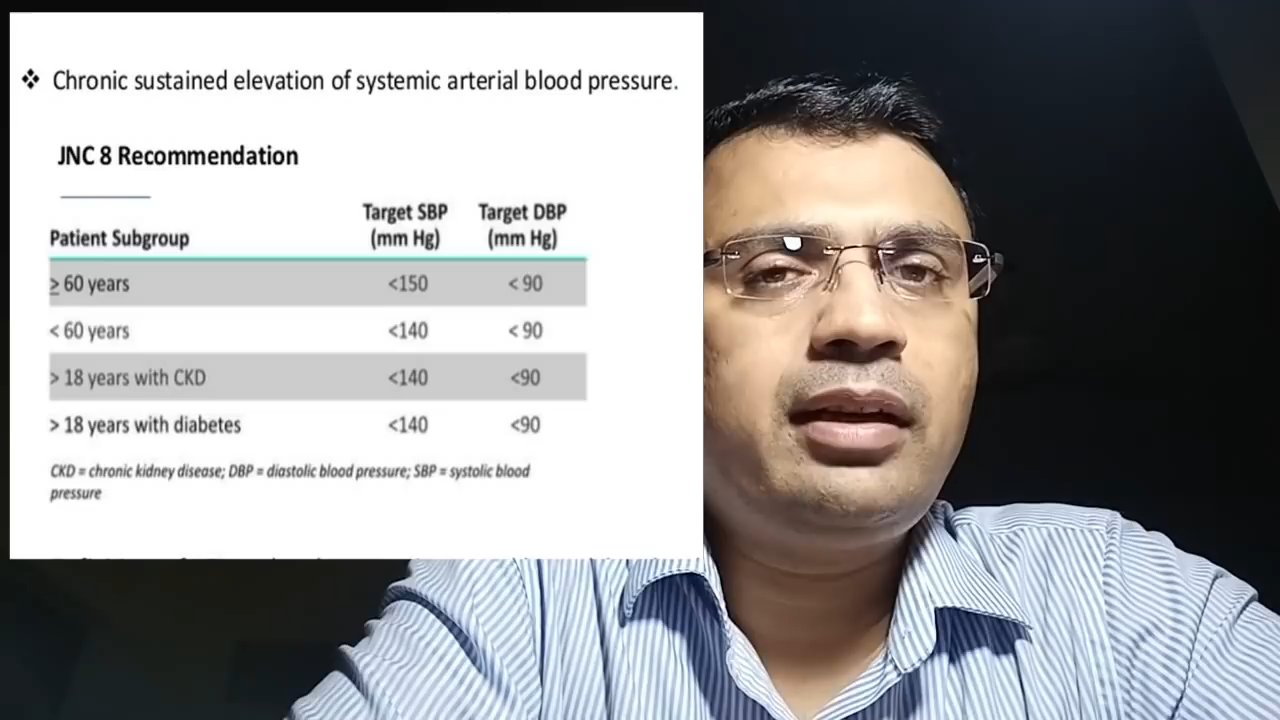 ❖ Chronic sustained elevation of systemic arterial blood pressure.
JNC 8 Recommendation
Target SBP Target DBP
Patient Subgroup (mm Hg) (mm Hg)
≥ 60 years <150 < 90
< 60 years <140 < 90
> 18 years with CKD <140 <90
> 18 years with diabetes <140 <90
CKD = chronic kidney disease; DBP = diastolic blood pressure; SBP = systolic blood
pressure